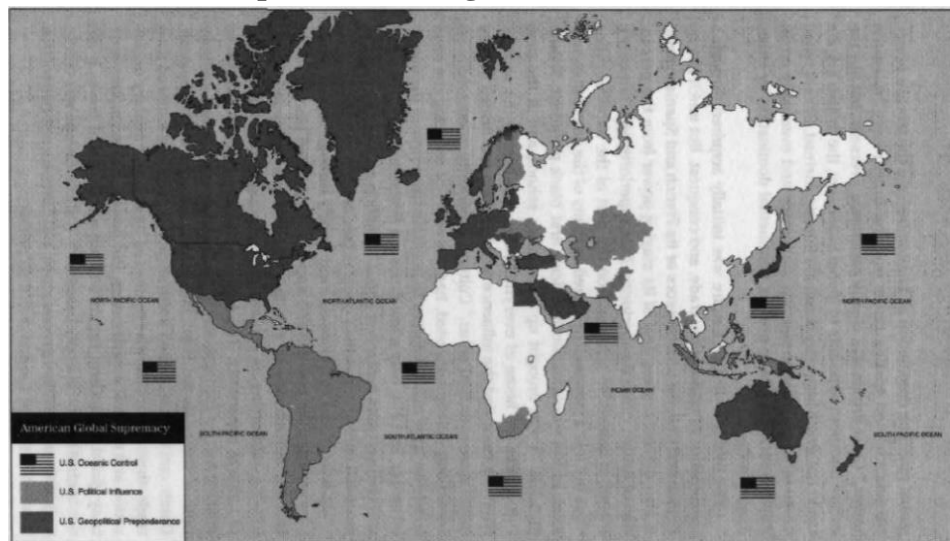 NORTH PACIFIC OCEAN
NORTH ATLANTIC OCEAN
NORTH PACIFIC OCEAN
INDIAN OCEAN
SOUTH PACIFIC OCEAN
SOUTH ATLANTIC OCEAN
SOUTH PACIFIC OCEAN
American Global Supremacy
U.S. Oceanic Control
U.S. Political Influence
U.S. Geopolitical Preponderance